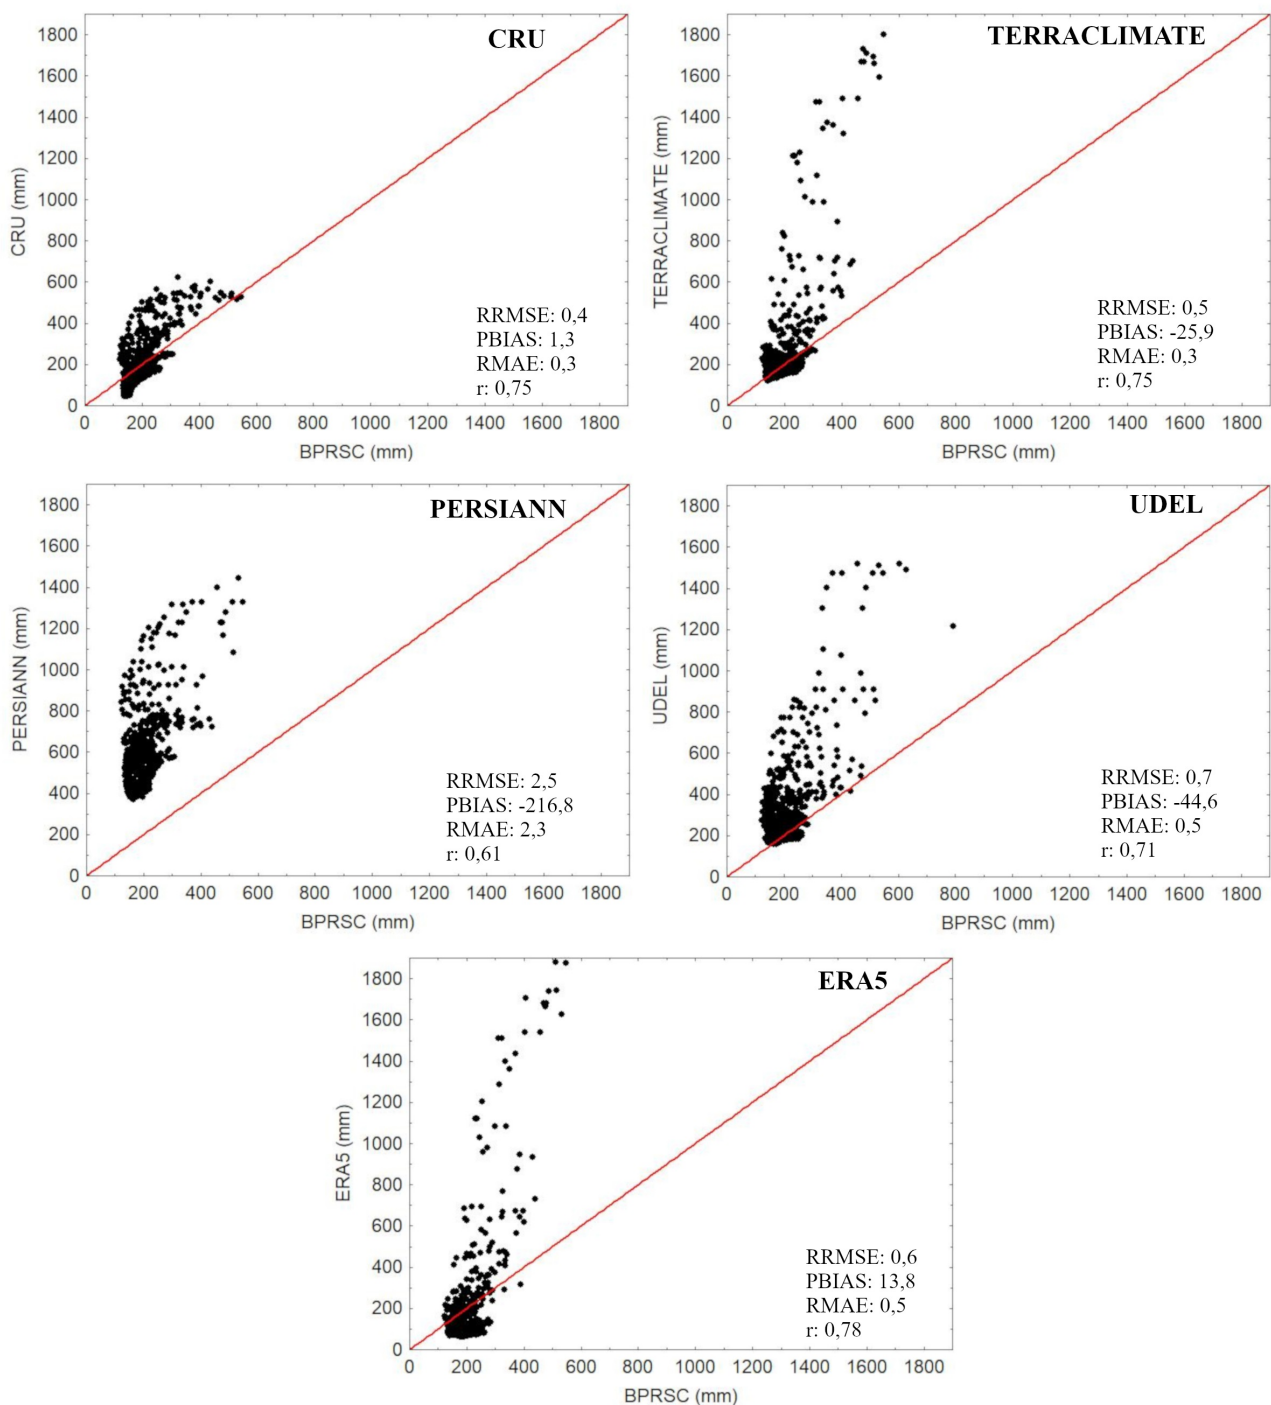 CRU
1800
1600
1400
1200
1000
800
600
400
200
0
CRU (mm)
RRMSE: 0,4
PBIAS: 1,3
RMAE: 0,3
r: 0,75
0 200 400 600 800 1000 1200 1400 1600 1800
BPRSC (mm)
TERRACLIMATE
1800
1600
1400
1200
1000
800
600
400
200
0
TERRACLIMATE (mm)
RRMSE: 0,5
PBIAS: -25,9
RMAE: 0,3
r: 0,75
0 200 400 600 800 1000 1200 1400 1600 1800
BPRSC (mm)
PERSIANN
1800
1600
1400
1200
1000
800
600
400
200
0
PERSIANN (mm)
RRMSE: 2,5
PBIAS: -216,8
RMAE: 2,3
r: 0,61
0 200 400 600 800 1000 1200 1400 1600 1800
BPRSC (mm)
UDEL
1800
1600
1400
1200
1000
800
600
400
200
0
UDEL (mm)
RRMSE: 0,7
PBIAS: -44,6
RMAE: 0,5
r: 0,71
0 200 400 600 800 1000 1200 1400 1600 1800
BPRSC (mm)
ERA5
1800
1600
1400
1200
1000
800
600
400
200
0
ERA5 (mm)
RRMSE: 0,6
PBIAS: 13,8
RMAE: 0,5
r: 0,78
0 200 400 600 800 1000 1200 1400 1600 1800
BPRSC (mm)